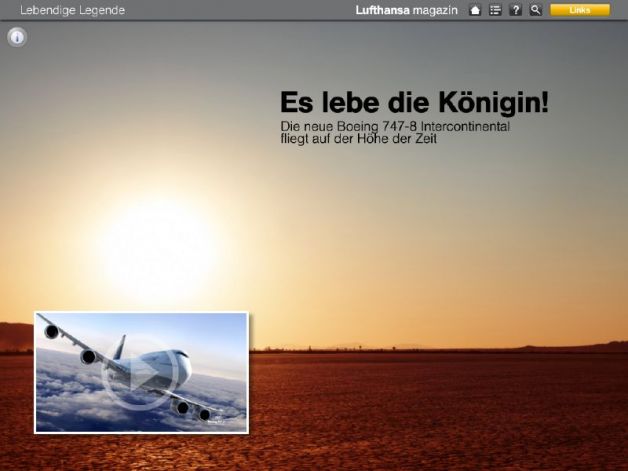 Lebendige Legende
Lufthansa magazin
?
Links
i
Es lebe die Königin!
Die neue Boeing 747-8 Intercontinental
fliegt auf der Höhe der Zeit